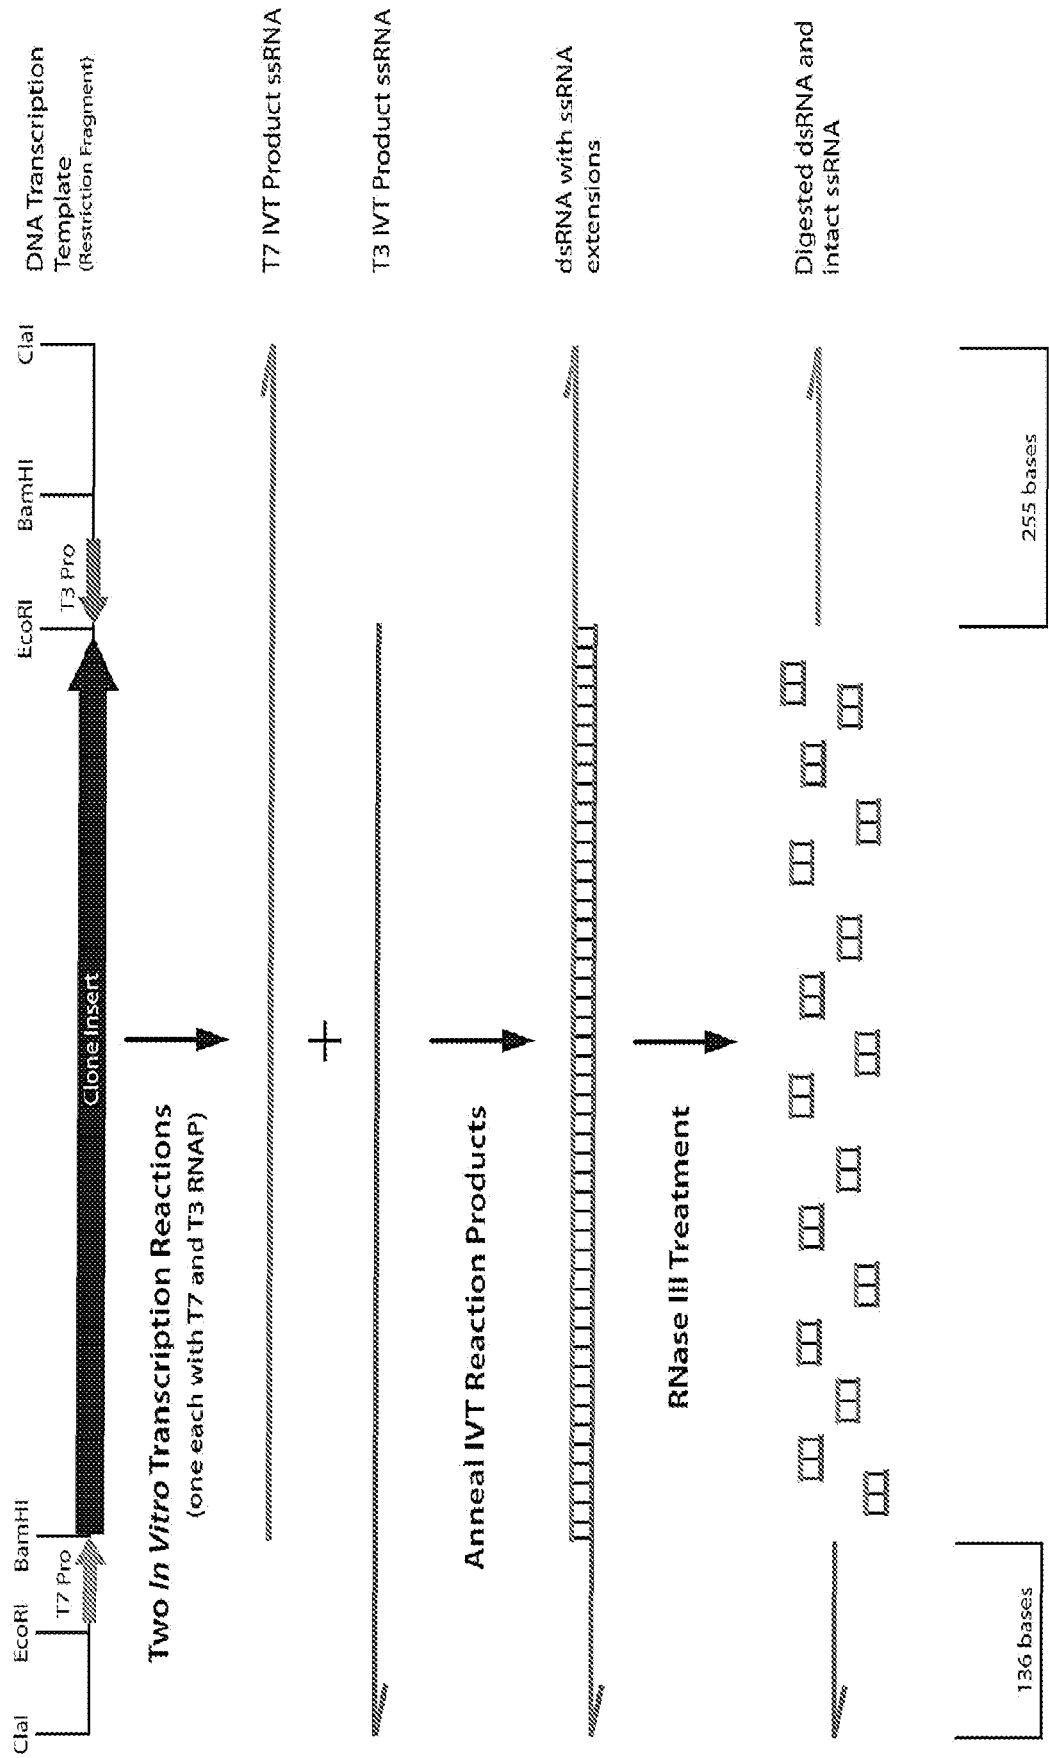 ClaI
EcoRI
BamHI
EcoRI
BamHI
ClaI
T7 Pro
Clone Insert
T3 Pro
DNA Transcription
Template
(Restriction Fragment)
Two In Vitro Transcription Reactions
(one each with T7 and T3 RNAP)
T7 IVT Product ssRNA
+
T3 IVT Product ssRNA
Anneal IVT Reaction Products
dsRNA with ssRNA
extensions
RNase III Treatment
Digested dsRNA and
intact ssRNA
136 bases
255 bases